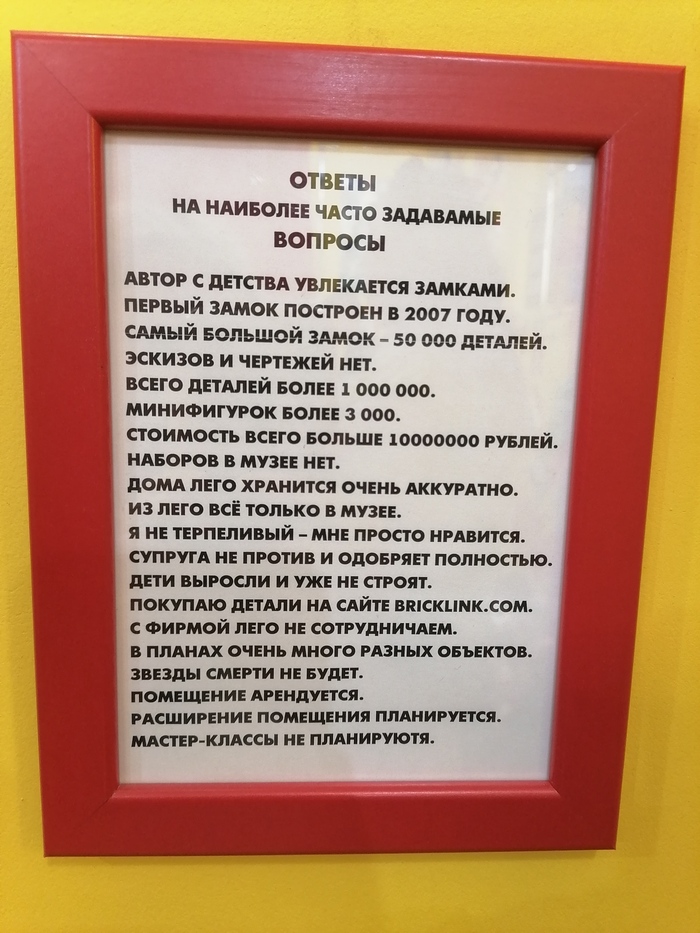 ОТВЕТЫ
НА НАИБОЛЕЕ ЧАСТО ЗАДАВАМЫЕ
ВОПРОСЫ
АВТОР С ДЕТСТВА УВЛЕКАЕТСЯ ЗАМКАМИ.
ПЕРВЫЙ ЗАМОК ПОСТРОЕН В 2007 ГОДУ.
САМЫЙ БОЛЬШОЙ ЗАМОК – 50 000 ДЕТАЛЕЙ.
ЭСКИЗОВ И ЧЕРТЕЖЕЙ НЕТ.
ВСЕГО ДЕТАЛЕЙ БОЛЕЕ 1 000 000.
МИНИФИГУРОК БОЛЕЕ 3 000.
СТОИМОСТЬ ВСЕГО БОЛЬШЕ 10000000 РУБЛЕЙ.
НАБОРОВ В МУЗЕЕ НЕТ.
ДОМА ЛЕГО ХРАНИТСЯ ОЧЕНЬ АККУРАТНО.
ИЗ ЛЕГО ВСЁ ТОЛЬКО В МУЗЕЕ.
Я НЕ ТЕРПЕЛИВЫЙ – МНЕ ПРОСТО НРАВИТСЯ.
СУПРУГА НЕ ПРОТИВ И ОДОБРЯЕТ ПОЛНОСТЬЮ.
ДЕТИ ВЫРОСЛИ И УЖЕ НЕ СТРОЯТ.
ПОКУПАЮ ДЕТАЛИ НА САЙТЕ BRICKLINK.COM.
С ФИРМОЙ ЛЕГО НЕ СОТРУДНИЧАЕМ.
В ПЛАНАХ ОЧЕНЬ МНОГО РАЗНЫХ ОБЪЕКТОВ.
ЗВЕЗДЫ СМЕРТИ НЕ БУДЕТ.
ПОМЕЩЕНИЕ АРЕНДУЕТСЯ.
РАСШИРЕНИЕ ПОМЕЩЕНИЯ ПЛАНИРУЕТСЯ.
МАСТЕР-КЛАССЫ НЕ ПЛАНИРУЮТЯ.